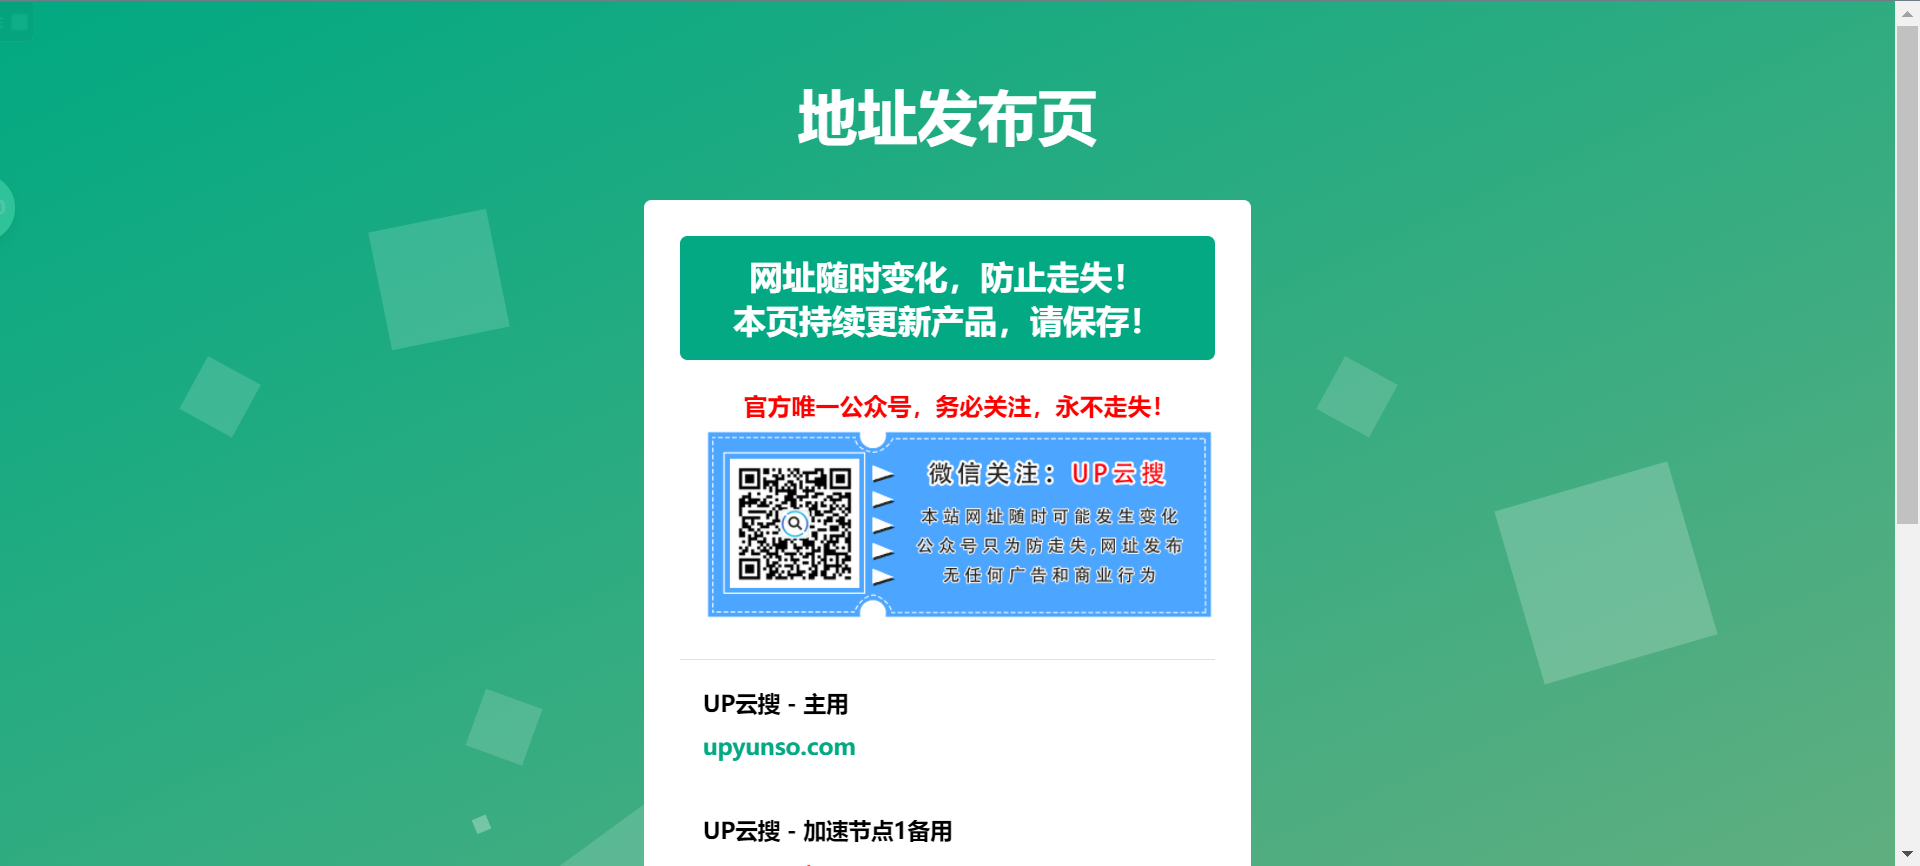 地址发布页
网址随时变化，防止走失！
本页持续更新产品，请保存！
官方唯一公众号，务必关注，永不走失！
微信关注：UP云搜
本站网址随时可能发生变化
公众号只为防走失,网址发布
无任何广告和商业行为
UP云搜 - 主用
upyunso.com
UP云搜 - 加速节点1备用